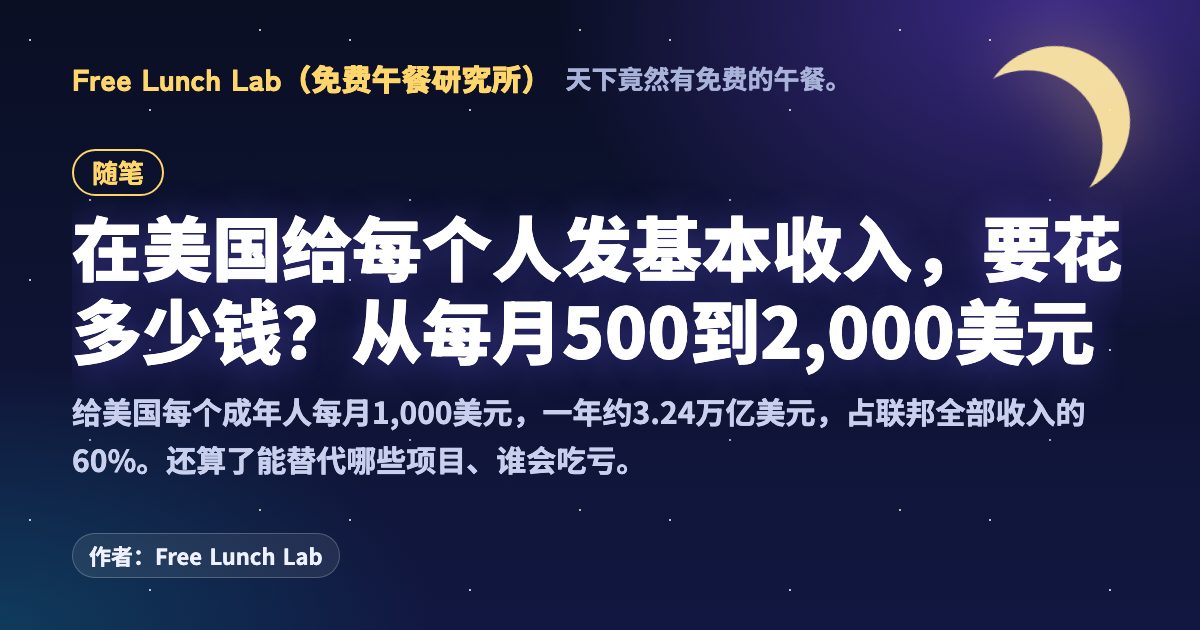 Free Lunch Lab（免费午餐研究所） 天下竟然有免费的午餐。
随笔
在美国给每个人发基本收入，要花
多少钱？从每月500到2,000美元
给美国每个成年人每月1,000美元，一年约3.24万亿美元，占联邦全部收入的
60%。还算了能替代哪些项目、谁会吃亏。
作者：Free Lunch Lab